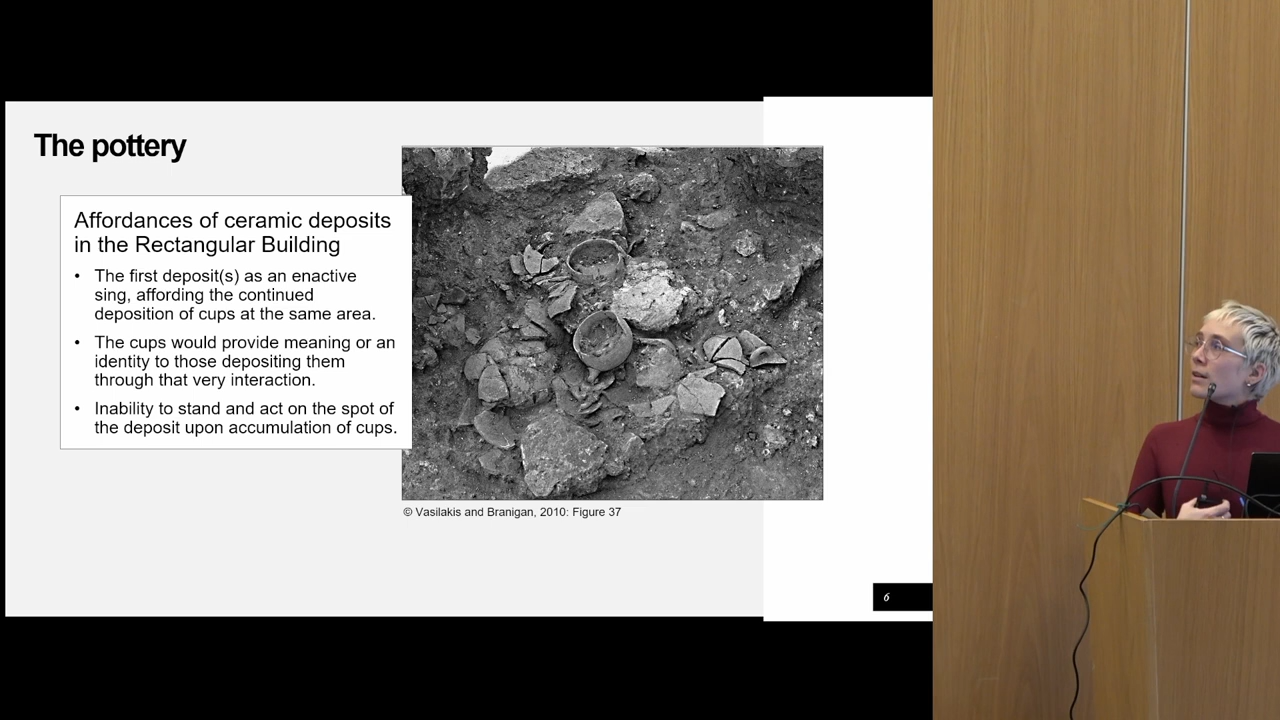 The pottery
Affordances of ceramic deposits
in the Rectangular Building
• The first deposit(s) as an enactive
sing, affording the continued
deposition of cups at the same area.
• The cups would provide meaning or an
identity to those depositing them
through that very interaction.
• Inability to stand and act on the spot of
the deposit upon accumulation of cups.
© Vasilakis and Branigan, 2010: Figure 37
6